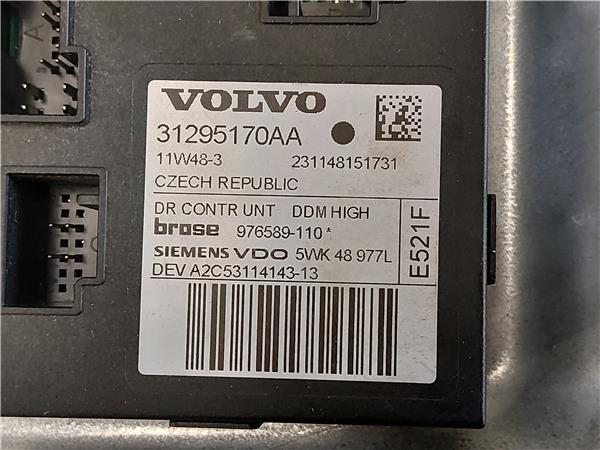 VOLVO
31295170AA
11W48-3 231148151731
CZECH REPUBLIC
DR CONTR UNT DDM HIGH
brose 976589-110*
SIEMENS VDO 5WK 48 977L
DEV A2C53114143-13
E521F
A